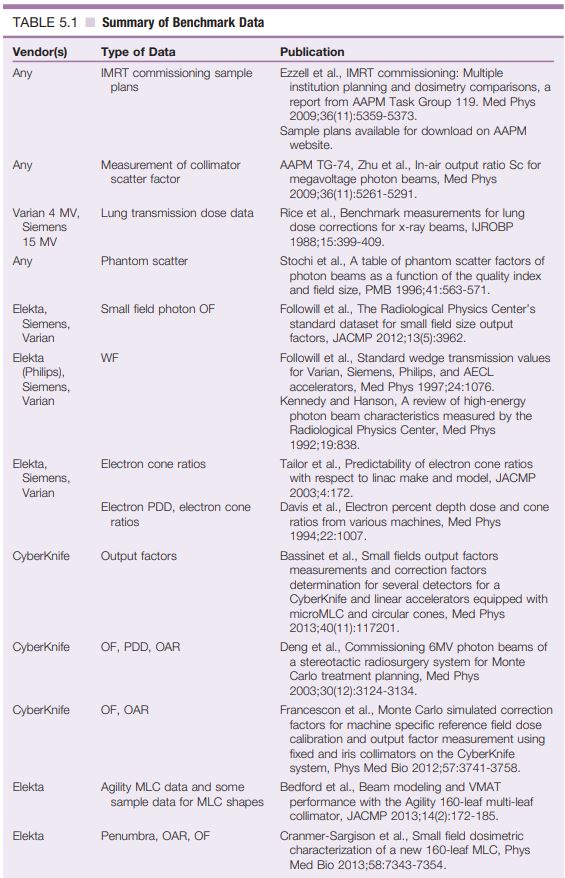 TABLE 5.1 Summary of Benchmark Data
Vendor(s) Type of Data Publication
Any IMRT commissioning sample Ezzell et al., IMRT commissioning: Multiple
plans institution planning and dosimetry comparisons, a
report from AAPM Task Group 119. Med Phys
2009;36(11):5359-5373.
Sample plans available for download on AAPM
website.
Any Measurement of collimator AAPM TG-74, Zhu et al., In-air output ratio Sc for
scatter factor megavoltage photon beams, Med Phys
2009;36(11):5261-5291.
Varian 4 MV, Lung transmission dose data Rice et al., Benchmark measurements for lung
Siemens dose corrections for x-ray beams, IJROBP
15 MV 1988;15:399-409.
Any Phantom scatter Stochi et al., A table of phantom scatter factors of
photon beams as a function of the quality index
and field size, PMB 1996;41:563-571.
Elekta, Small field photon OF Followill et al., The Radiological Physics Center's
Siemens, standard dataset for small field size output
Varian factors, JACMP 2012;13(5):3962.
Elekta WF Followill et al., Standard wedge transmission values
(Philips), for Varian, Siemens, Philips, and AECL
Siemens, accelerators, Med Phys 1997;24:1076.
Varian Kennedy and Hanson, A review of high-energy
photon beam characteristics measured by the
Radiological Physics Center, Med Phys
1992;19:838.
Elekta, Electron cone ratios Tailor et al., Predictability of electron cone ratios
Siemens, with respect to linac make and model, JACMP
Varian 2003;4:172.
Electron PDD, electron cone Davis et al., Electron percent depth dose and cone
ratios ratios from various machines, Med Phys
1994;22:1007.
CyberKnife Output factors Bassinet et al., Small fields output factors
measurements and correction factors
determination for several detectors for a
CyberKnife and linear accelerators equipped with
microMLC and circular cones, Med Phys
2013;40(11):117201.
CyberKnife OF, PDD, OAR Deng et al., Commissioning 6MV photon beams of
a stereotactic radiosurgery system for Monte
Carlo treatment planning, Med Phys
2003;30(12):3124-3134.
CyberKnife OF, OAR Francescon et al., Monte Carlo simulated correction
factors for machine specific reference field dose
calibration and output factor measurement using
fixed and iris collimators on the CyberKnife
system, Phys Med Bio 2012;57:3741-3758.
Elekta Agility MLC data and some Bedford et al., Beam modeling and VMAT
sample data for MLC shapes performance with the Agility 160-leaf multi-leaf
collimator, JACMP 2013;14(2):172-185.
Elekta Penumbra, OAR, OF Cranmer-Sargison et al., Small field dosimetric
characterization of a new 160-leaf MLC, Phys
Med Bio 2013;58:7343-7354.